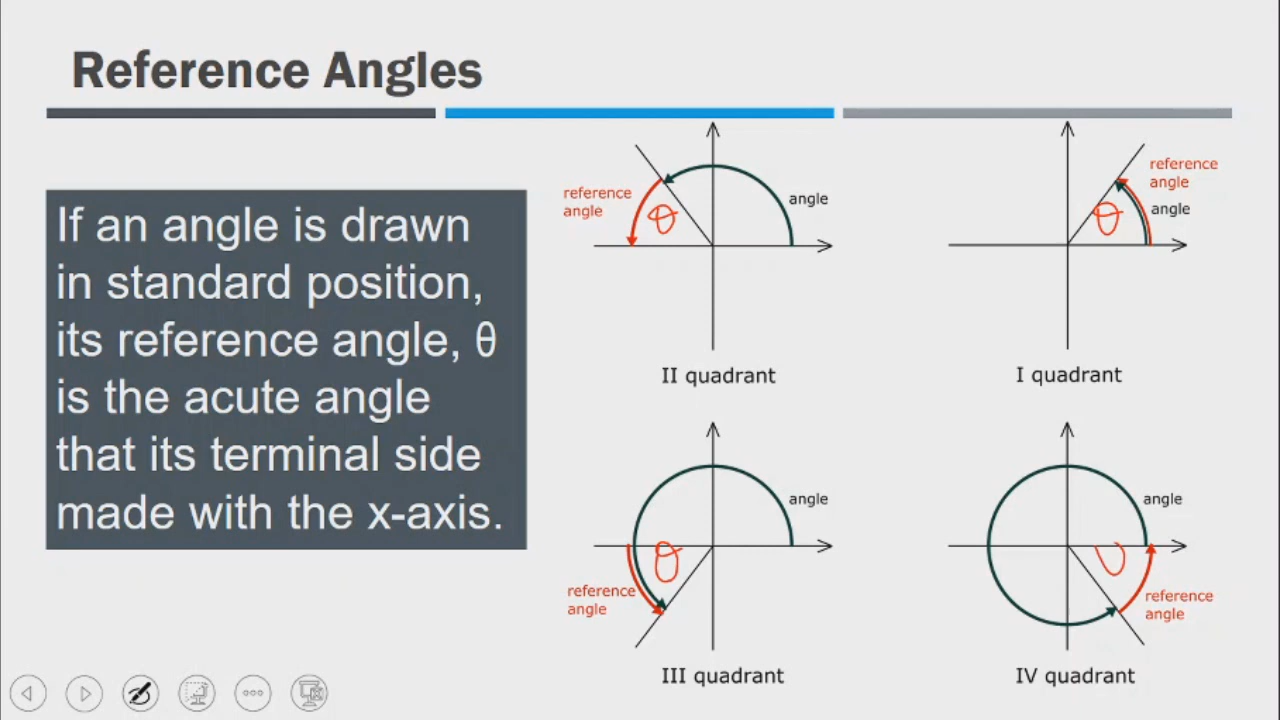 Reference Angles
If an angle is drawn
in standard position,
its reference angle, θ
is the acute angle
that its terminal side
made with the x-axis.
reference
angle
θ
angle
II quadrant
reference
angle
angle
θ
I quadrant
angle
θ
reference
angle
III quadrant
angle
reference
angle
IV quadrant